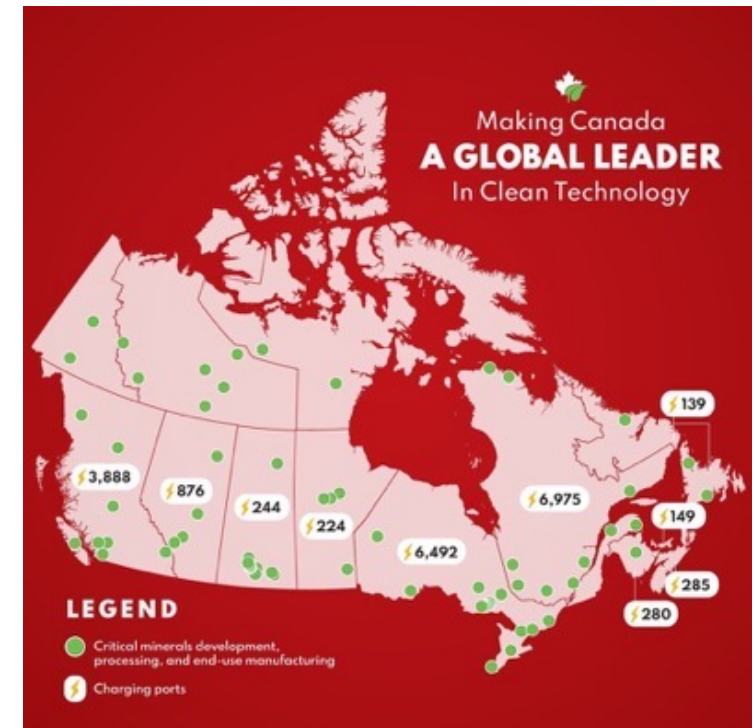 Making Canada
A GLOBAL LEADER
In Clean Technology
139
3,888
876
244
224
6,492
6,975
149
285
280
LEGEND
Critical minerals development,
processing, and end-use manufacturing
Charging ports